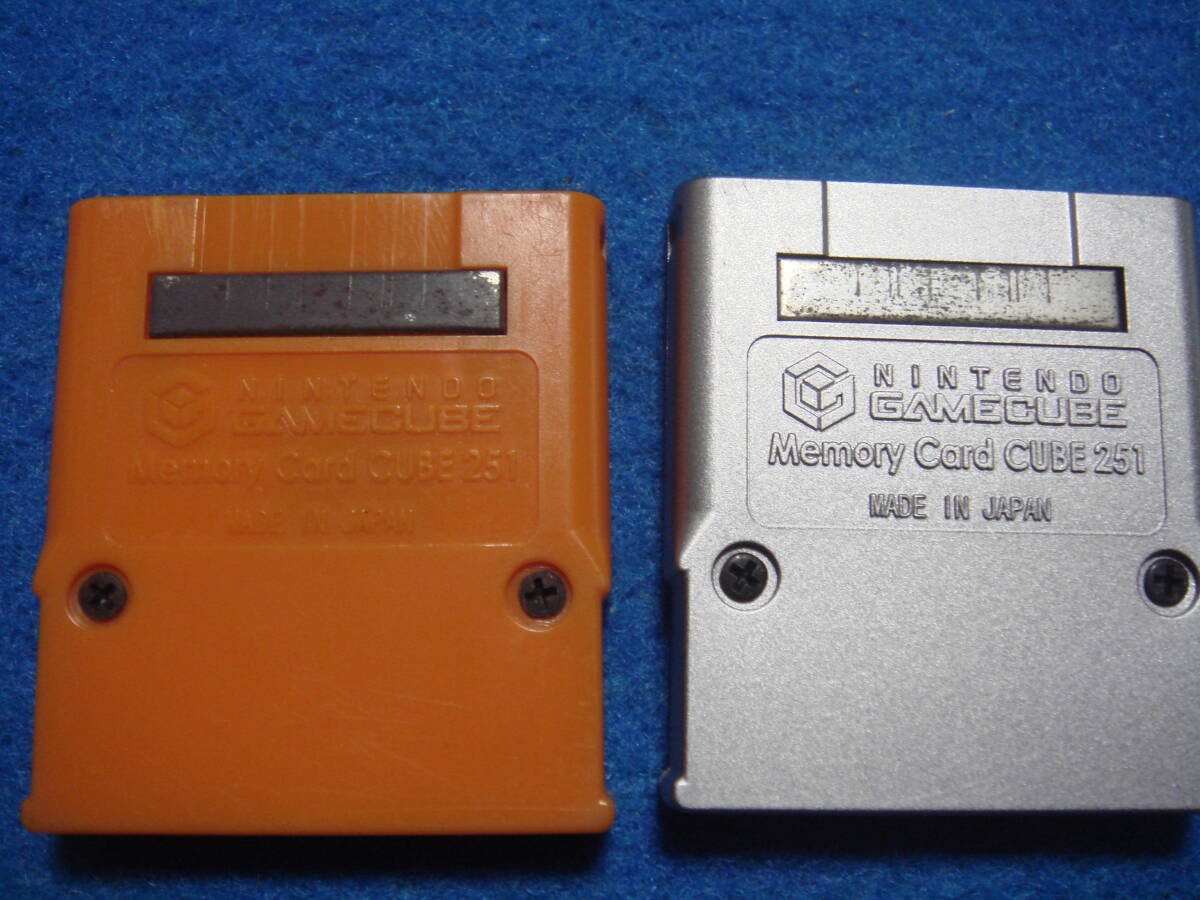 NINTENDO
GAMECUBE
Memory Card CUBE 251
MADE IN JAPAN
NINTENDO
GAMECUBE
Memory Card CUBE 251
MADE IN JAPAN